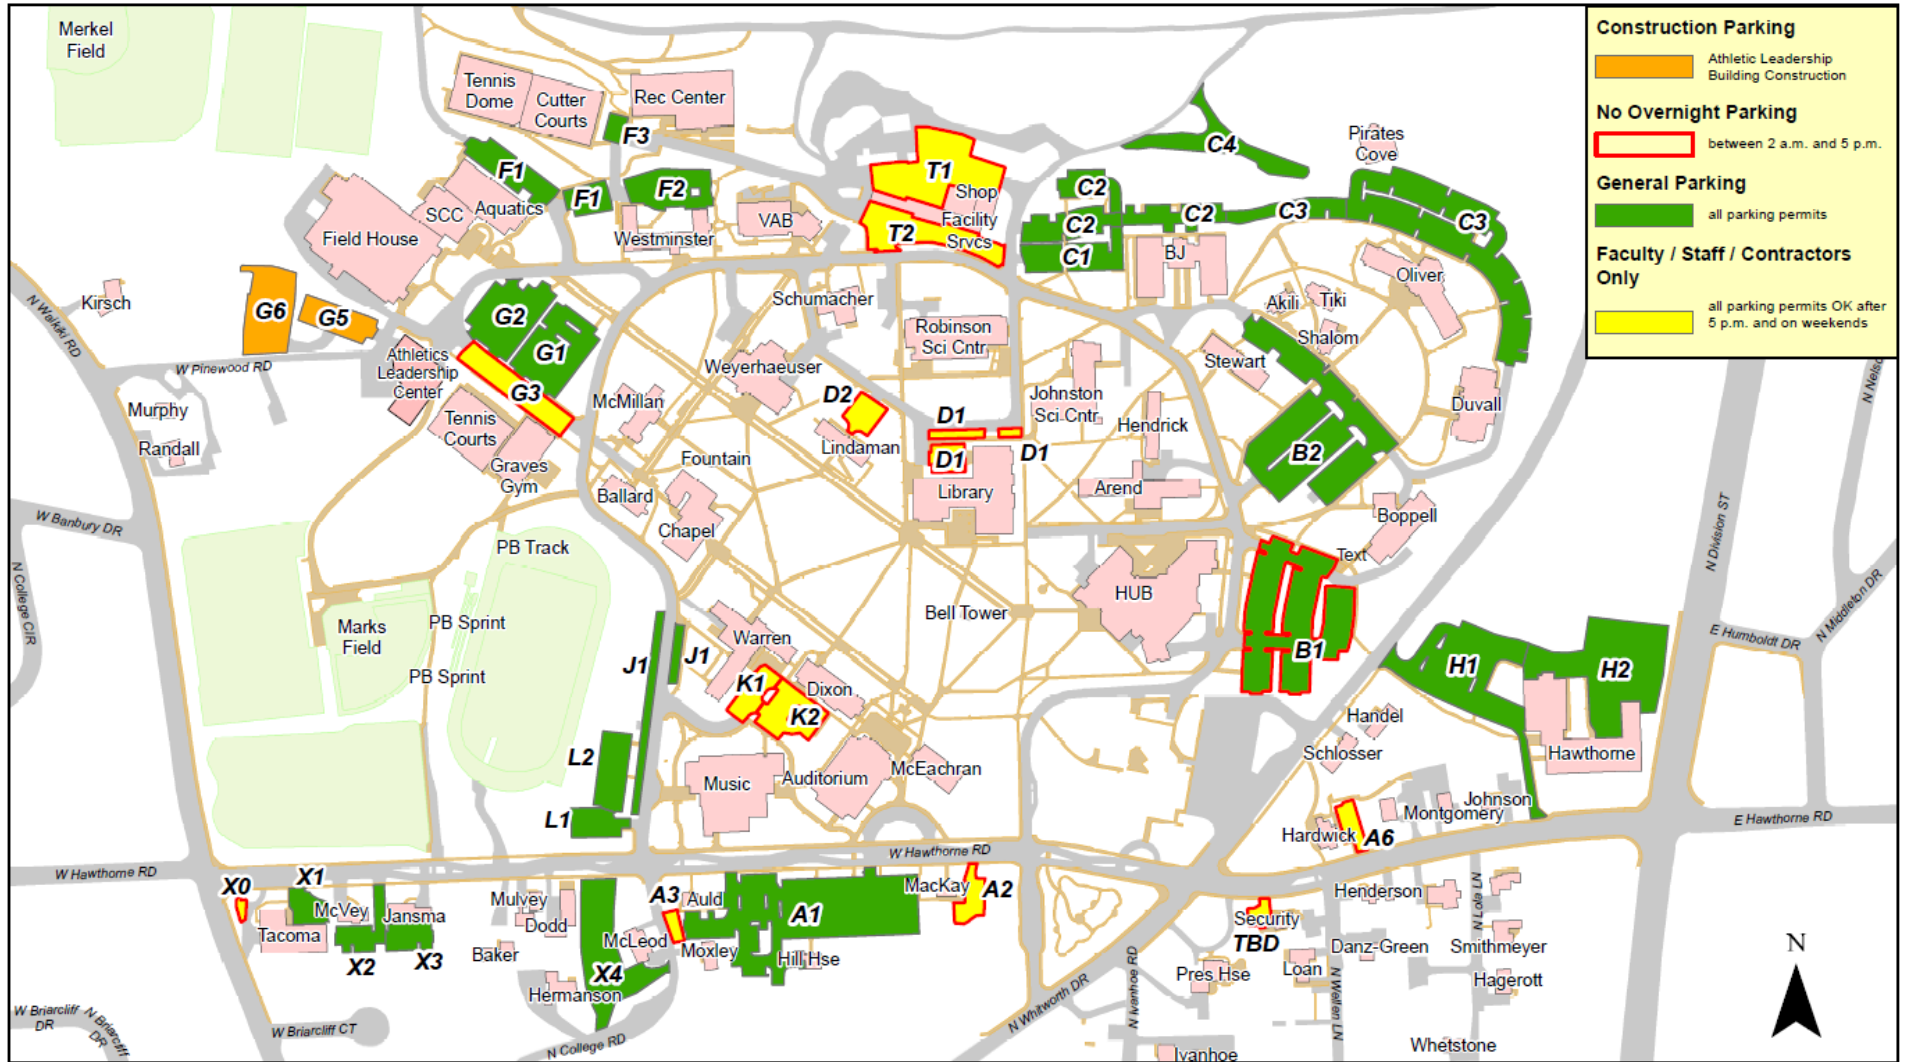 Merkel
Field
Construction Parking
Athletic Leadership
Building Construction
No Overnight Parking
between 2 a.m. and 5 p.m.
General Parking
all parking permits
Faculty / Staff / Contractors
Only
all parking permits OK after
5 p.m. and on weekends
Tennis
Dome
Cutter
Courts
Rec Center
F3
C4
Pirates
Cove
F1
F1
F2
T1
Shop
Facility
Srvcs
T2
C2
C2
C2
C1
C3
C3
SCC
Aquatics
Field House
Westminster
VAB
BJ
Oliver
Kirsch
N Waikiki RD
G6
G5
G2
G1
G3
Schumacher
Robinson
Sci Cntr
Akili
Tiki
Shalom
Stewart
W Pinewood RD
Athletics
Leadership
Center
Weyerhaeuser
McMillan
D2
D1
D1
D1
Johnston
Sci Cntr
Hendrick
Duvall
N Nelso
Murphy
Randall
Tennis
Courts
Graves
Gym
Fountain
Lindaman
Library
Arend
B2
Ballard
Chapel
Boppell
Text
W Banbury DR
N College CIR
PB Track
PB Sprint
PB Sprint
Marks
Field
Bell Tower
HUB
N Division ST
E Humboldt DR
N Middleton DR
J1
J1
Warren
K1
Dixon
K2
B1
H1
H2
Handel
Schlosser
Hawthorne
L2
L1
Music
Auditorium
McEachran
Johnson
Montgomery
Hardwick
A6
E Hawthorne RD
W Hawthorne RD
W Hawthorne RD
X0
X1
McVey
Jansma
Tacoma
X2
X3
Mulvey
Dodd
Baker
A3
Auld
McLeod
Moxley
A1
Hill Hse
MacKay
A2
X4
Hermanson
Henderson
N Lola LN
Security
TBD
Danz-Green
Smithmeyer
Pres Hse
Loan
Hagerott
N Wellen LN
N Ivanhoe RD
N Whitworth DR
W Briarcliff
DR
N Briarcliff
DR
W Briarcliff CT
N College RD
Ivanhoe
Whetstone
N